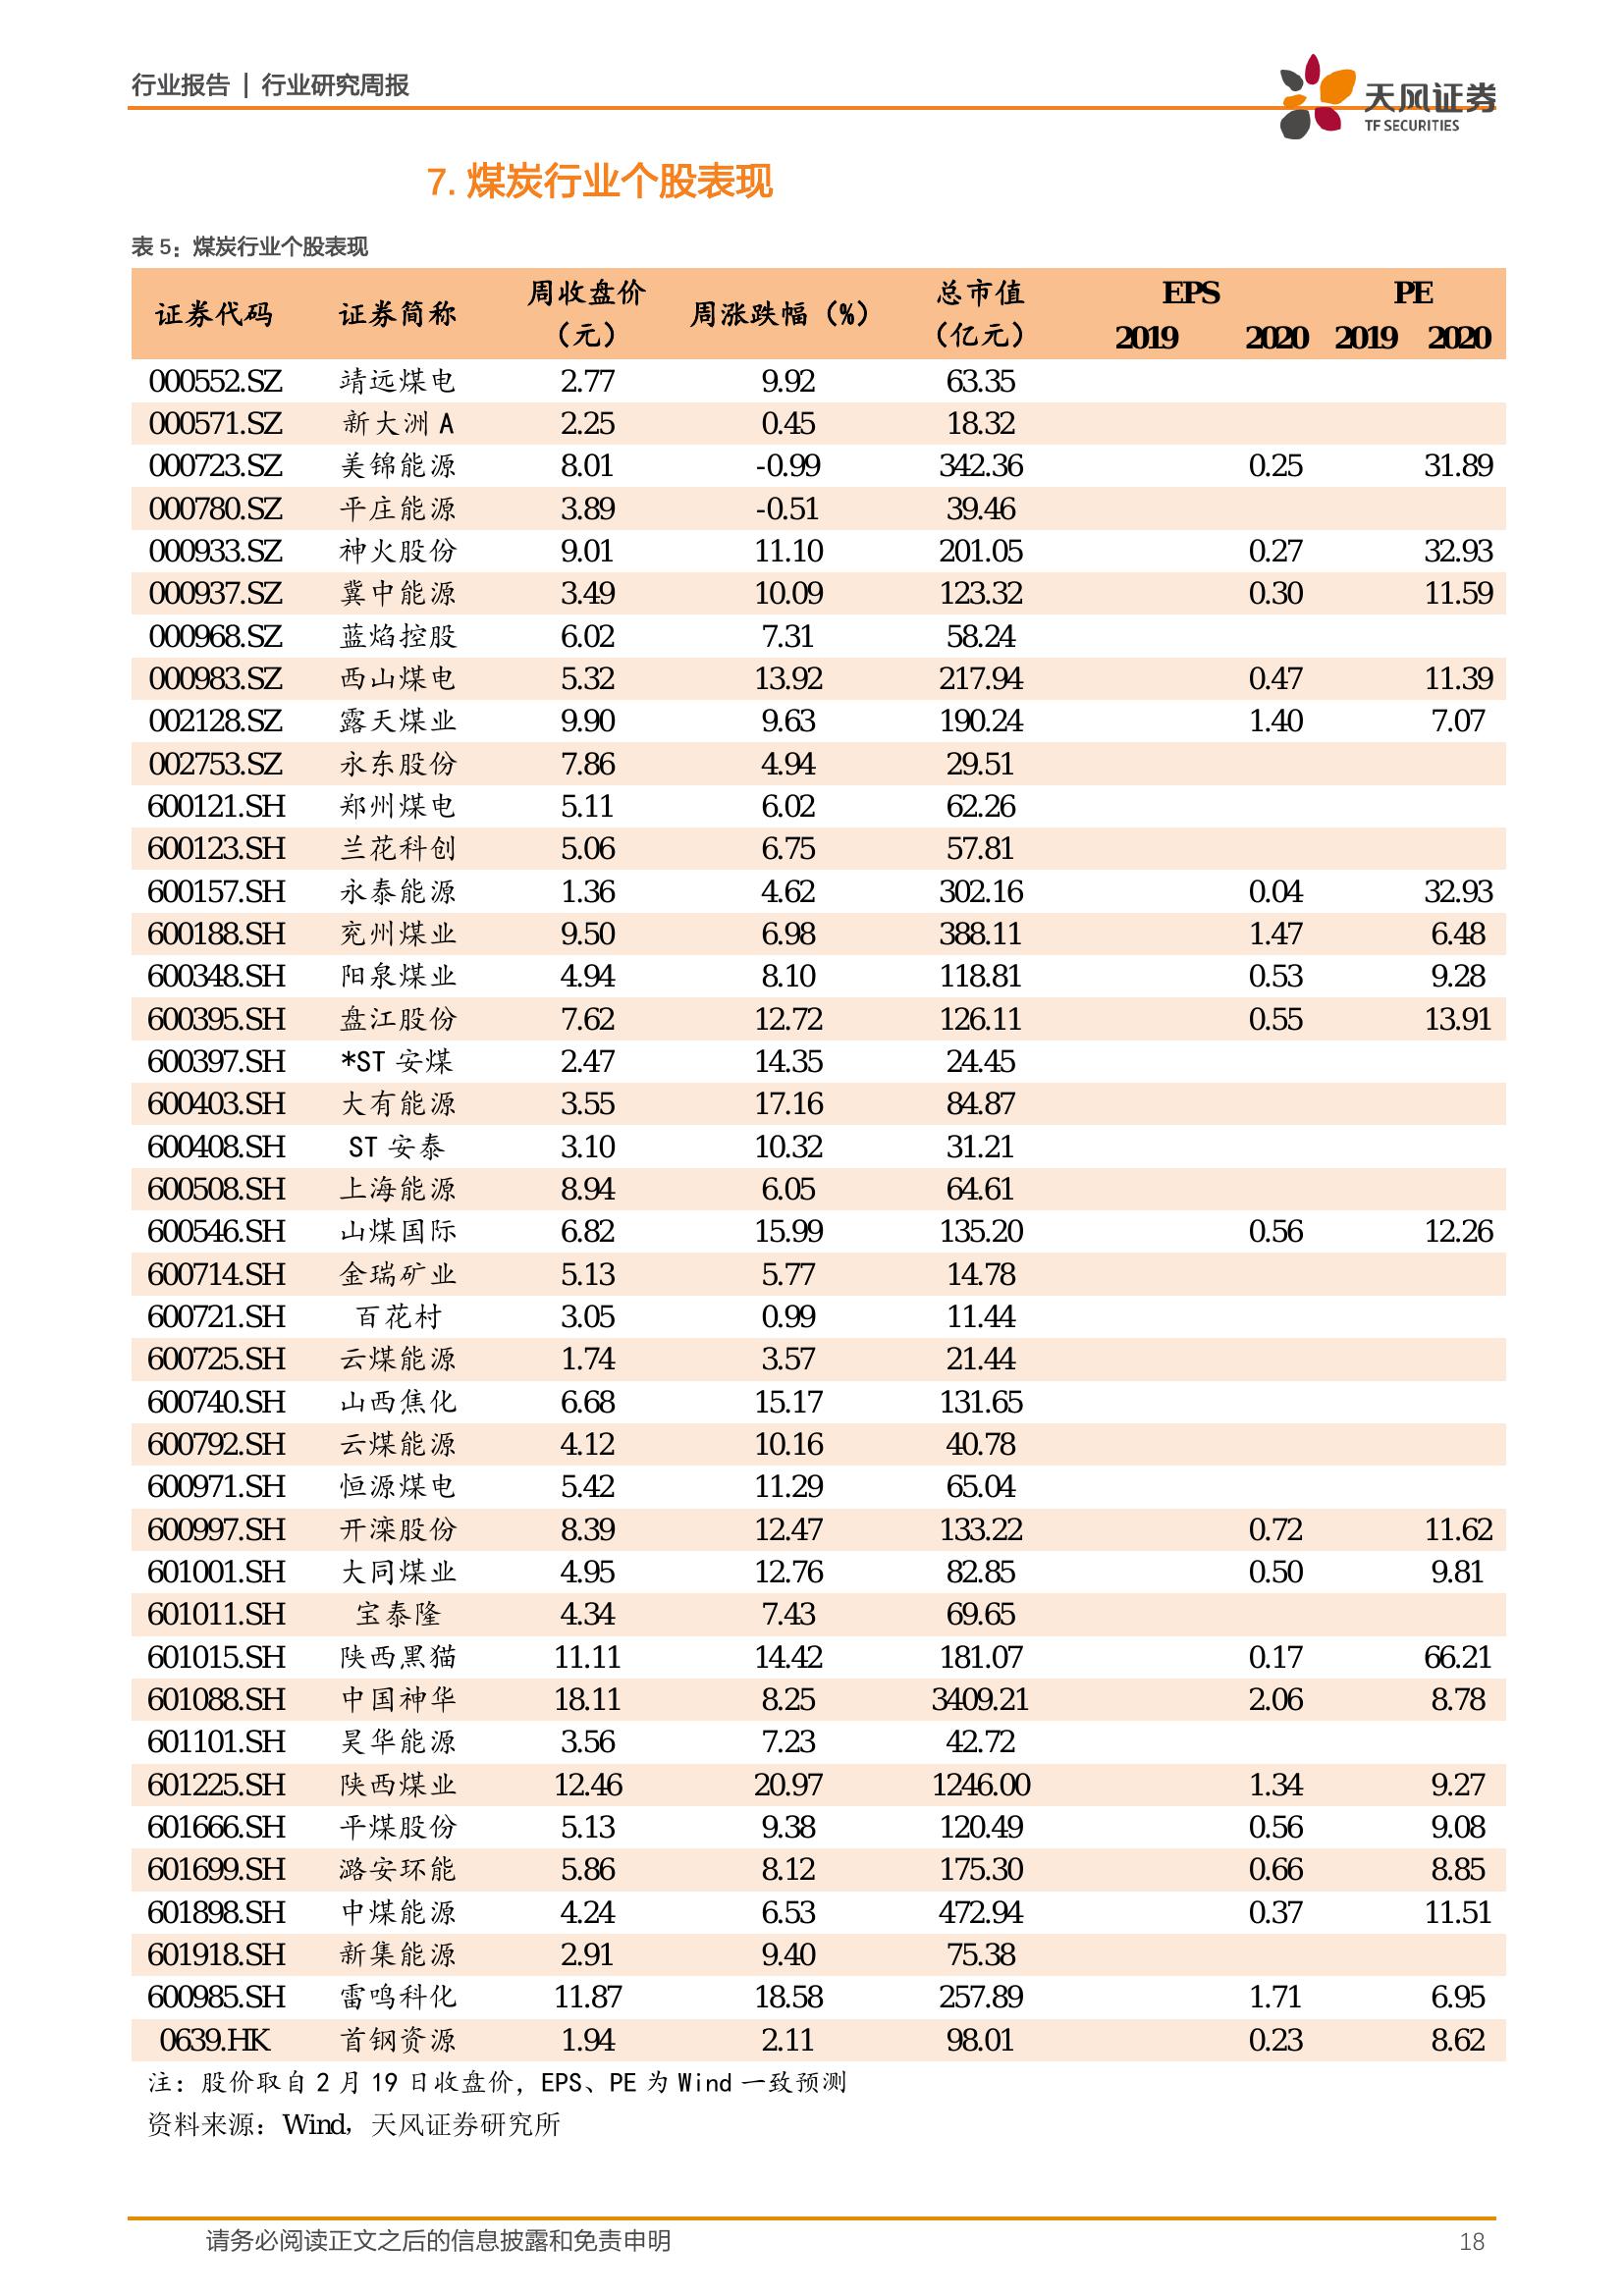 行业报告 | 行业研究周报
天风证券
TF SECURITIES
7. 煤炭行业个股表现
表 5：煤炭行业个股表现
证券代码 证券简称 周收盘价（元） 周涨跌幅（%） 总市值（亿元） EPS PE
2019 2020 2019 2020
000552.SZ 靖远煤电 2.77 9.92 63.35
000571.SZ 新大洲 A 2.25 0.45 18.32
000723.SZ 美锦能源 8.01 -0.99 342.36 0.25 31.89
000780.SZ 平庄能源 3.89 -0.51 39.46
000933.SZ 神火股份 9.01 11.10 201.05 0.27 32.93
000937.SZ 冀中能源 3.49 10.09 123.32 0.30 11.59
000968.SZ 蓝焰控股 6.02 7.31 58.24
000983.SZ 西山煤电 5.32 13.92 217.94 0.47 11.39
002128.SZ 露天煤业 9.90 9.63 190.24 1.40 7.07
002753.SZ 永东股份 7.86 4.94 29.51
600121.SH 郑州煤电 5.11 6.02 62.26
600123.SH 兰花科创 5.06 6.75 57.81
600157.SH 永泰能源 1.36 4.62 302.16 0.04 32.93
600188.SH 兖州煤业 9.50 6.98 388.11 1.47 6.48
600348.SH 阳泉煤业 4.94 8.10 118.81 0.53 9.28
600395.SH 盘江股份 7.62 12.72 126.11 0.55 13.91
600397.SH *ST 安煤 2.47 14.35 24.45
600403.SH 大有能源 3.55 17.16 84.87
600408.SH ST 安泰 3.10 10.32 31.21
600508.SH 上海能源 8.94 6.05 64.61
600546.SH 山煤国际 6.82 15.99 135.20 0.56 12.26
600714.SH 金瑞矿业 5.13 5.77 14.78
600721.SH 百花村 3.05 0.99 11.44
600725.SH 云煤能源 1.74 3.57 21.44
600740.SH 山西焦化 6.68 15.17 131.65
600792.SH 云煤能源 4.12 10.16 40.78
600971.SH 恒源煤电 5.42 11.29 65.04
600997.SH 开滦股份 8.39 12.47 133.22 0.72 11.62
601001.SH 大同煤业 4.95 12.76 82.85 0.50 9.81
601011.SH 宝泰隆 4.34 7.43 69.65
601015.SH 陕西黑猫 11.11 14.42 181.07 0.17 66.21
601088.SH 中国神华 18.11 8.25 3409.21 2.06 8.78
601101.SH 昊华能源 3.56 7.23 42.72
601225.SH 陕西煤业 12.46 20.97 1246.00 1.34 9.27
601666.SH 平煤股份 5.13 9.38 120.49 0.56 9.08
601699.SH 潞安环能 5.86 8.12 175.30 0.66 8.85
601898.SH 中煤能源 4.24 6.53 472.94 0.37 11.51
601918.SH 新集能源 2.91 9.40 75.38
600985.SH 雷鸣科化 11.87 18.58 257.89 1.71 6.95
0639.HK 首钢资源 1.94 2.11 98.01 0.23 8.62
注：股价取自 2 月 19 日收盘价，EPS、PE 为 Wind 一致预测
资料来源：Wind，天风证券研究所
请务必阅读正文之后的信息披露和免责申明
18